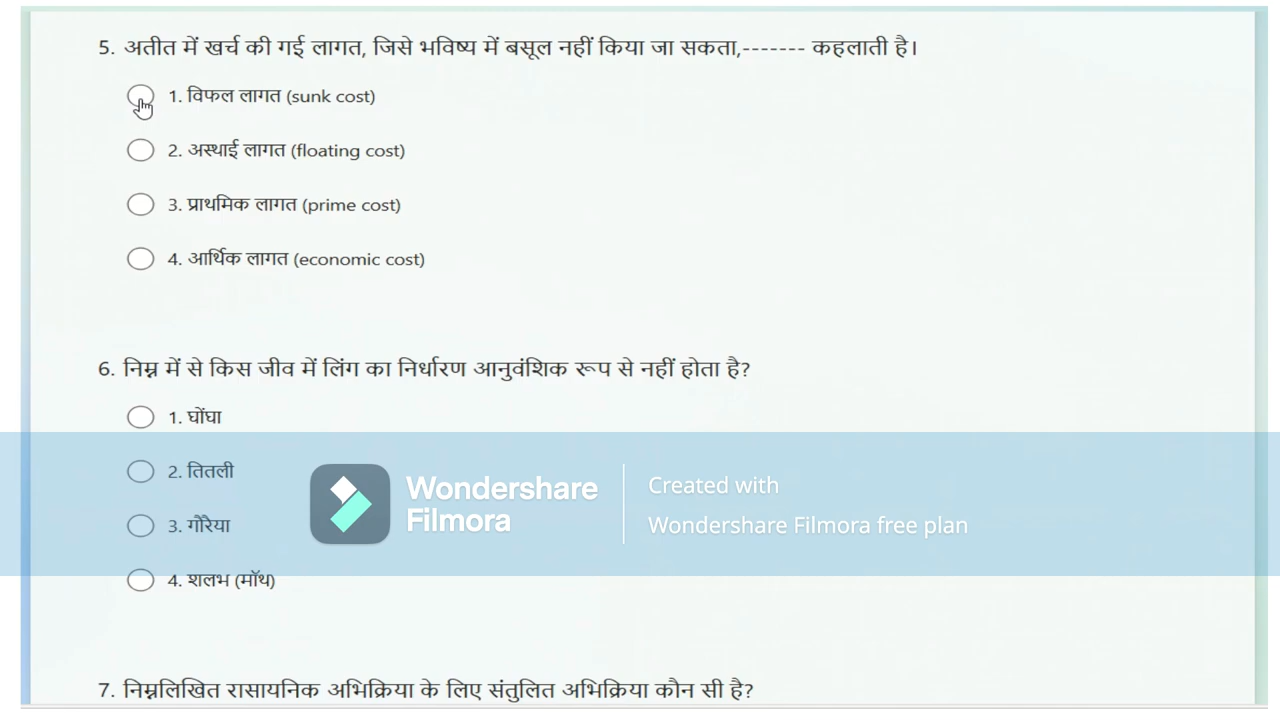 5. अतीत में खर्च की गई लागत, जिसे भविष्य में बसूल नहीं किया जा सकता,------- कहलाती है।
1. विफल लागत (sunk cost)
2. अस्थाई लागत (floating cost)
3. प्राथमिक लागत (prime cost)
4. आर्थिक लागत (economic cost)
6. निम्न में से किस जीव में लिंग का निर्धारण आनुवंशिक रूप से नहीं होता है?
1. घोंघा
2. तितली
3. गौरैया
4. शलभ (मॉथ)
Wondershare
Filmora
Created with
Wondershare Filmora free plan
7. निम्नलिखित रासायनिक अभिक्रिया के लिए संतुलित अभिक्रिया कौन सी है?